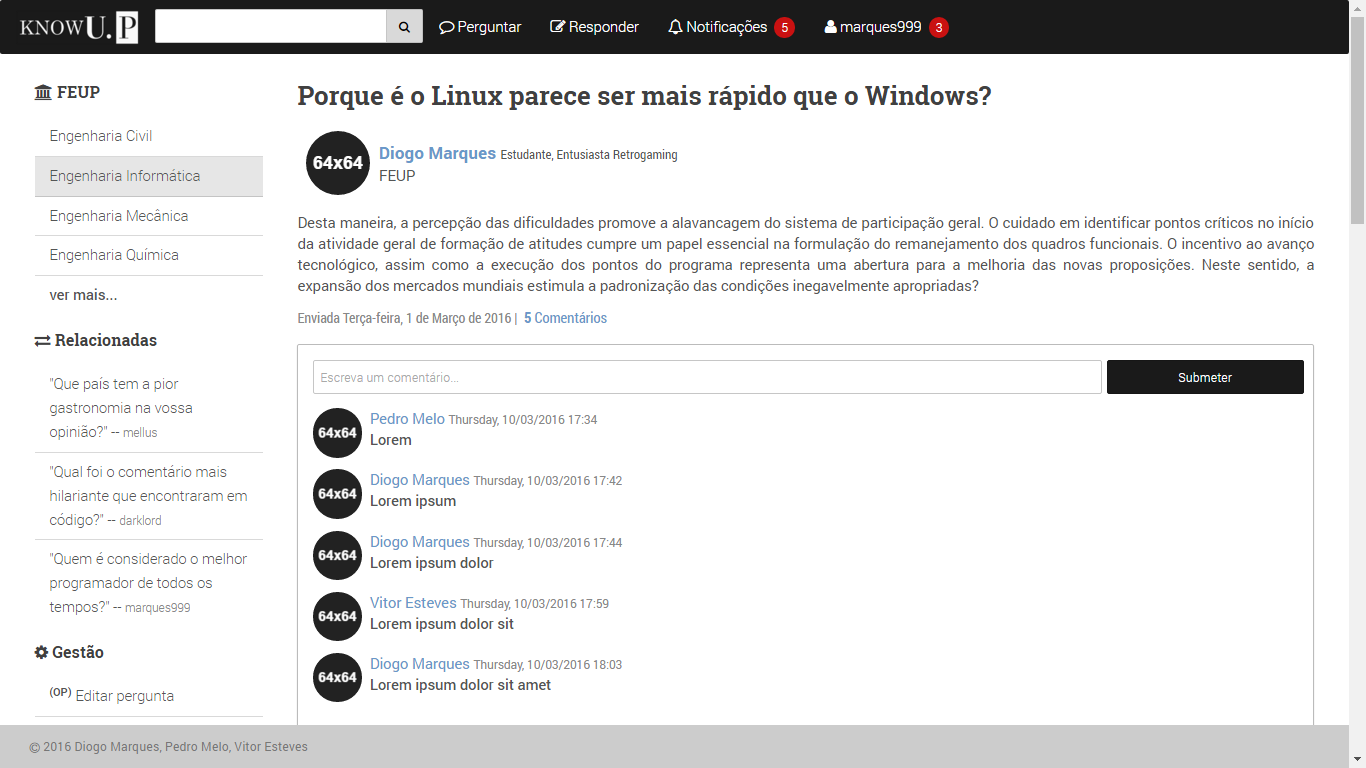 KNOWU.P
Perguntar
Responder
Notificações 5
marques999 3
FEUP
Engenharia Civil
Engenharia Informática
Engenharia Mecânica
Engenharia Química
ver mais...
Relacionadas
"Que país tem a pior
gastronomia na vossa
opinião?" -- mellus
"Qual foi o comentário mais
hilariante que encontraram em
código?" -- darklord
"Quem é considerado o melhor
programador de todos os
tempos?" -- marques999
Gestão
(OP) Editar pergunta
Porque é o Linux parece ser mais rápido que o Windows?
64x64
Diogo Marques Estudante, Entusiasta Retrogaming
FEUP
Desta maneira, a percepção das dificuldades promove a alavancagem do sistema de participação geral. O cuidado em identificar pontos críticos no início
da atividade geral de formação de atitudes cumpre um papel essencial na formulação do remanejamento dos quadros funcionais. O incentivo ao avanço
tecnológico, assim como a execução dos pontos do programa representa uma abertura para a melhoria das novas proposições. Neste sentido, a
expansão dos mercados mundiais estimula a padronização das condições inegavelmente apropriadas?
Enviada Terça-feira, 1 de Março de 2016 | 5 Comentários
Escreva um comentário...
Submeter
64x64
Pedro Melo Thursday, 10/03/2016 17:34
Lorem
64x64
Diogo Marques Thursday, 10/03/2016 17:42
Lorem ipsum
64x64
Diogo Marques Thursday, 10/03/2016 17:44
Lorem ipsum dolor
64x64
Vitor Esteves Thursday, 10/03/2016 17:59
Lorem ipsum dolor sit
64x64
Diogo Marques Thursday, 10/03/2016 18:03
Lorem ipsum dolor sit amet
© 2016 Diogo Marques, Pedro Melo, Vitor Esteves